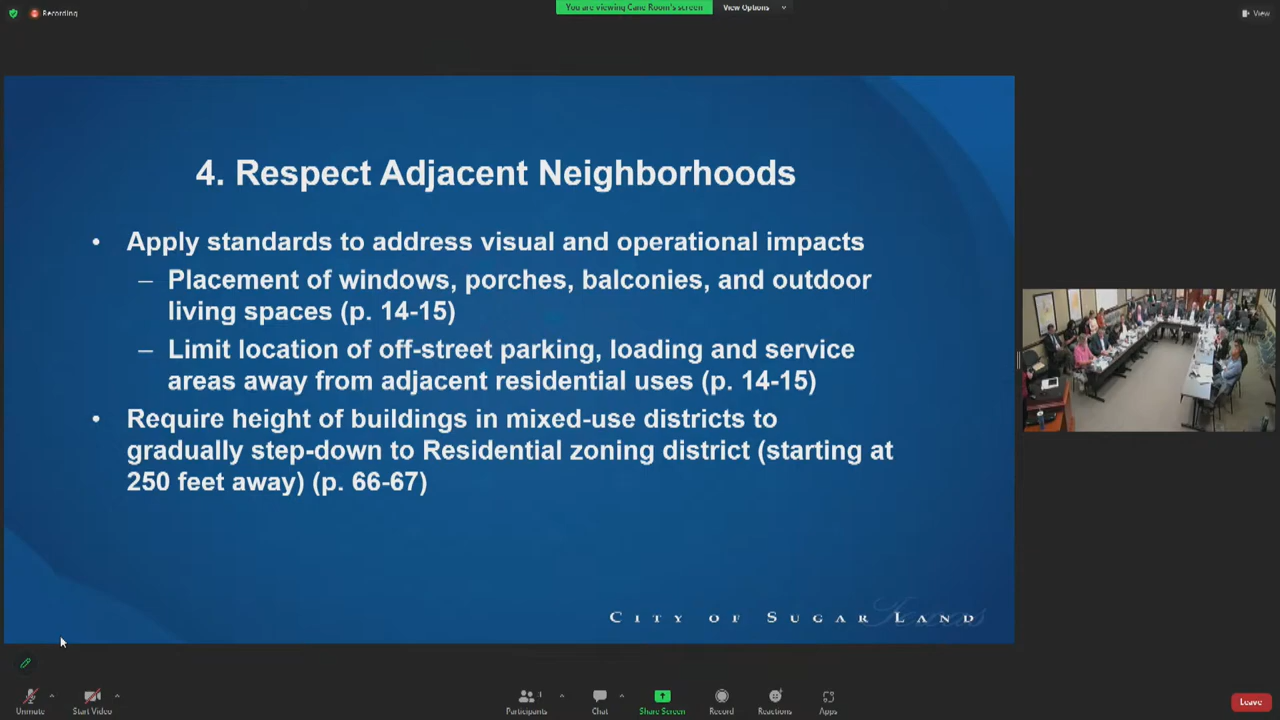 Recording
You are viewing Cane Room's screen
View Options
View
4. Respect Adjacent Neighborhoods
• Apply standards to address visual and operational impacts
– Placement of windows, porches, balconies, and outdoor
living spaces (p. 14-15)
– Limit location of off-street parking, loading and service
areas away from adjacent residential uses (p. 14-15)
• Require height of buildings in mixed-use districts to
gradually step-down to Residential zoning district (starting at
250 feet away) (p. 66-67)
CITY OF SUGAR LAND
Texas
Unmute
Start Video
Participants
1
Chat
Share Screen
Record
Reactions
Apps
Leave